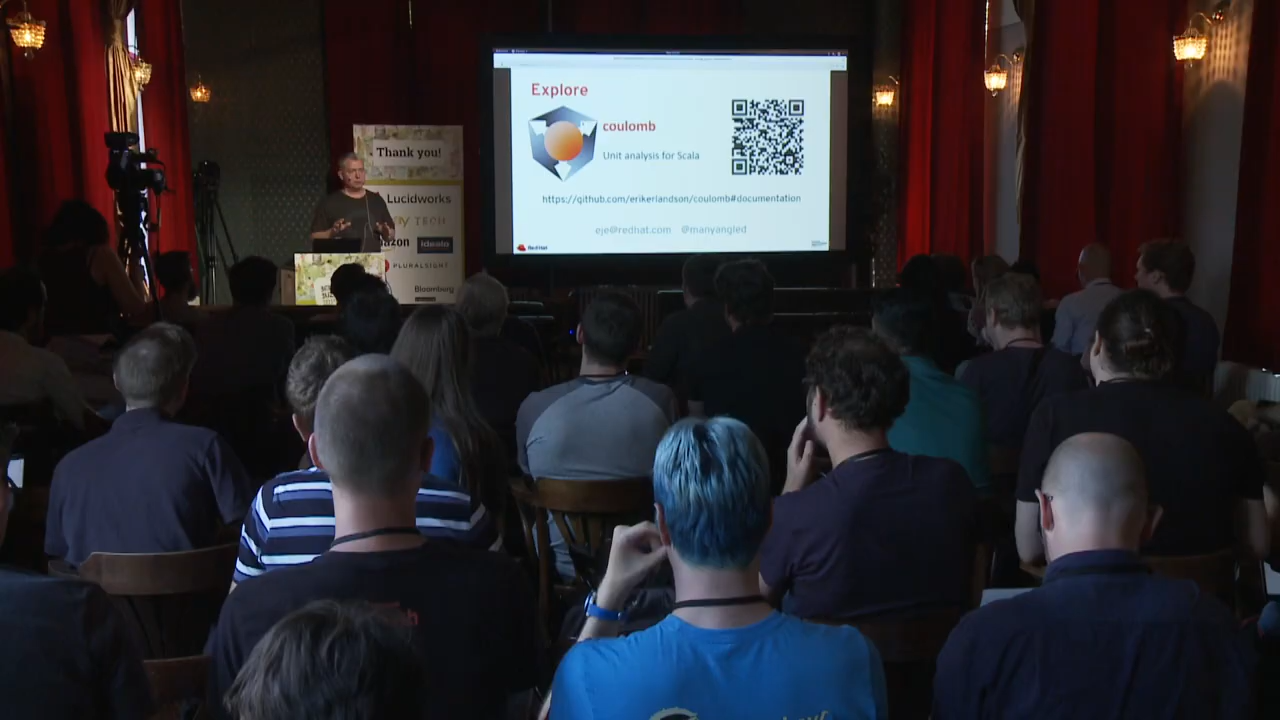 Explore
coulomb
Unit analysis for Scala
https://github.com/erikerlandson/coulomb#documentation
eje@redhat.com @manyangled
Red Hat
Thank you!
Lucidworks
TECH
idealo
PLURALSIGHT
Bloomberg